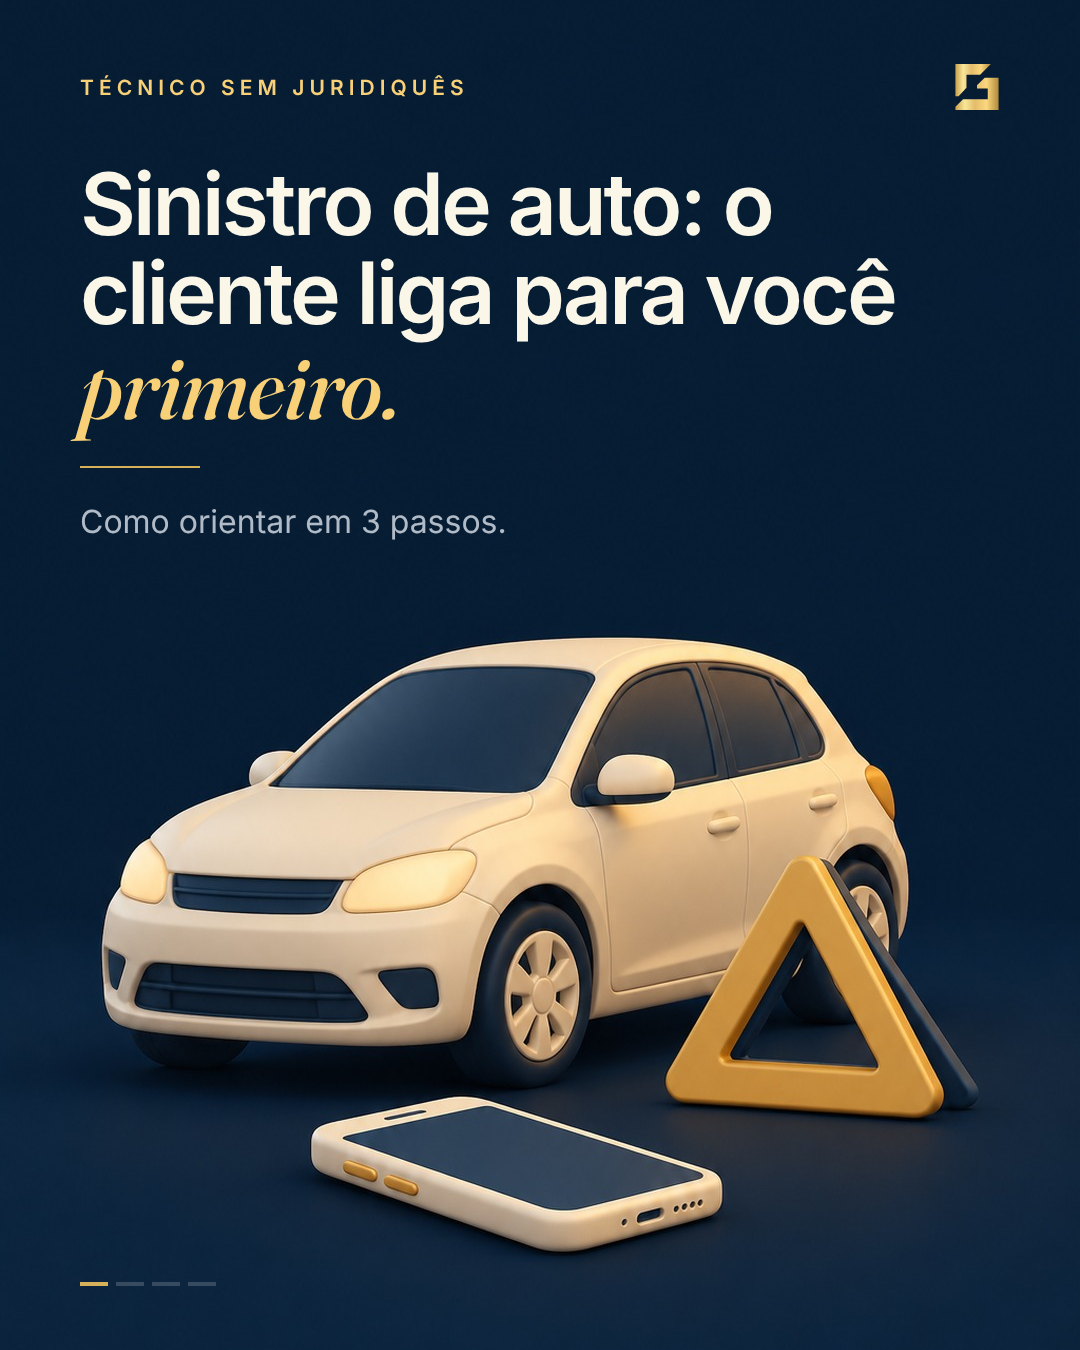 TÉCNICO SEM JURIDIQUÊS
Sinistro de auto: o
cliente liga para você
primeiro.
Como orientar em 3 passos.